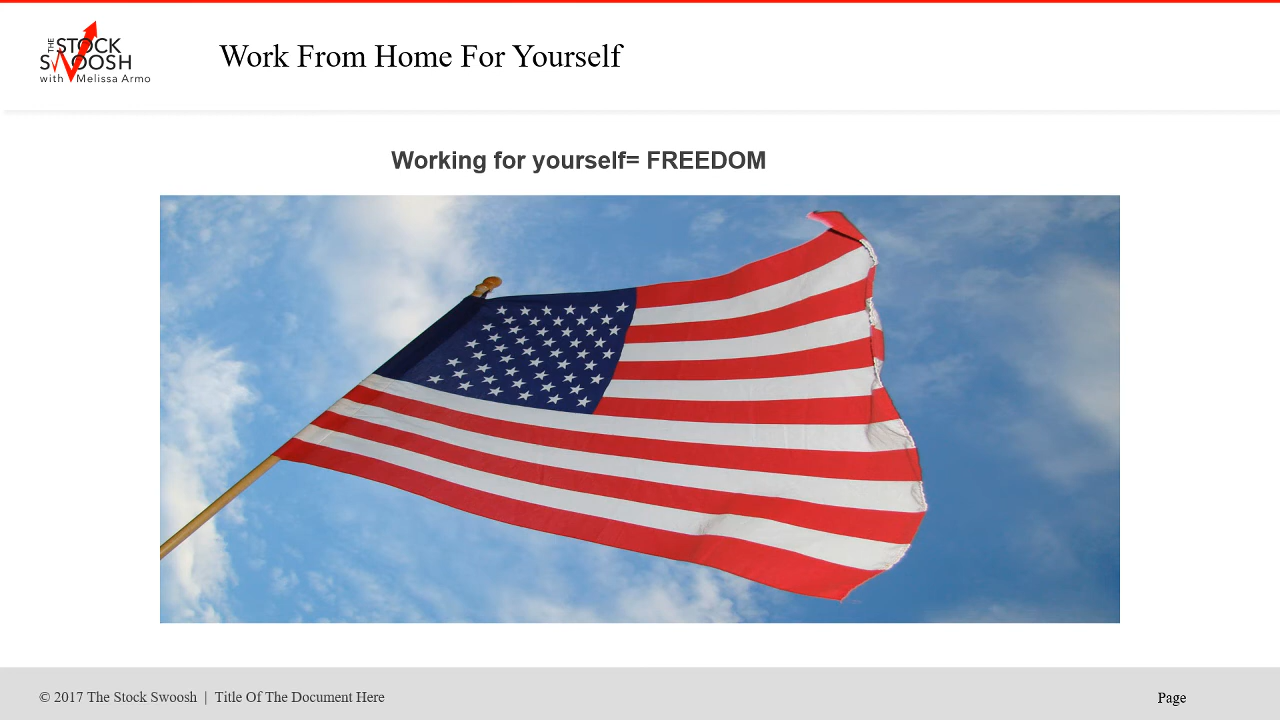 THE STOCK
SWOOSH
with Melissa Armo
Work From Home For Yourself
Working for yourself= FREEDOM
© 2017 The Stock Swoosh | Title Of The Document Here
Page